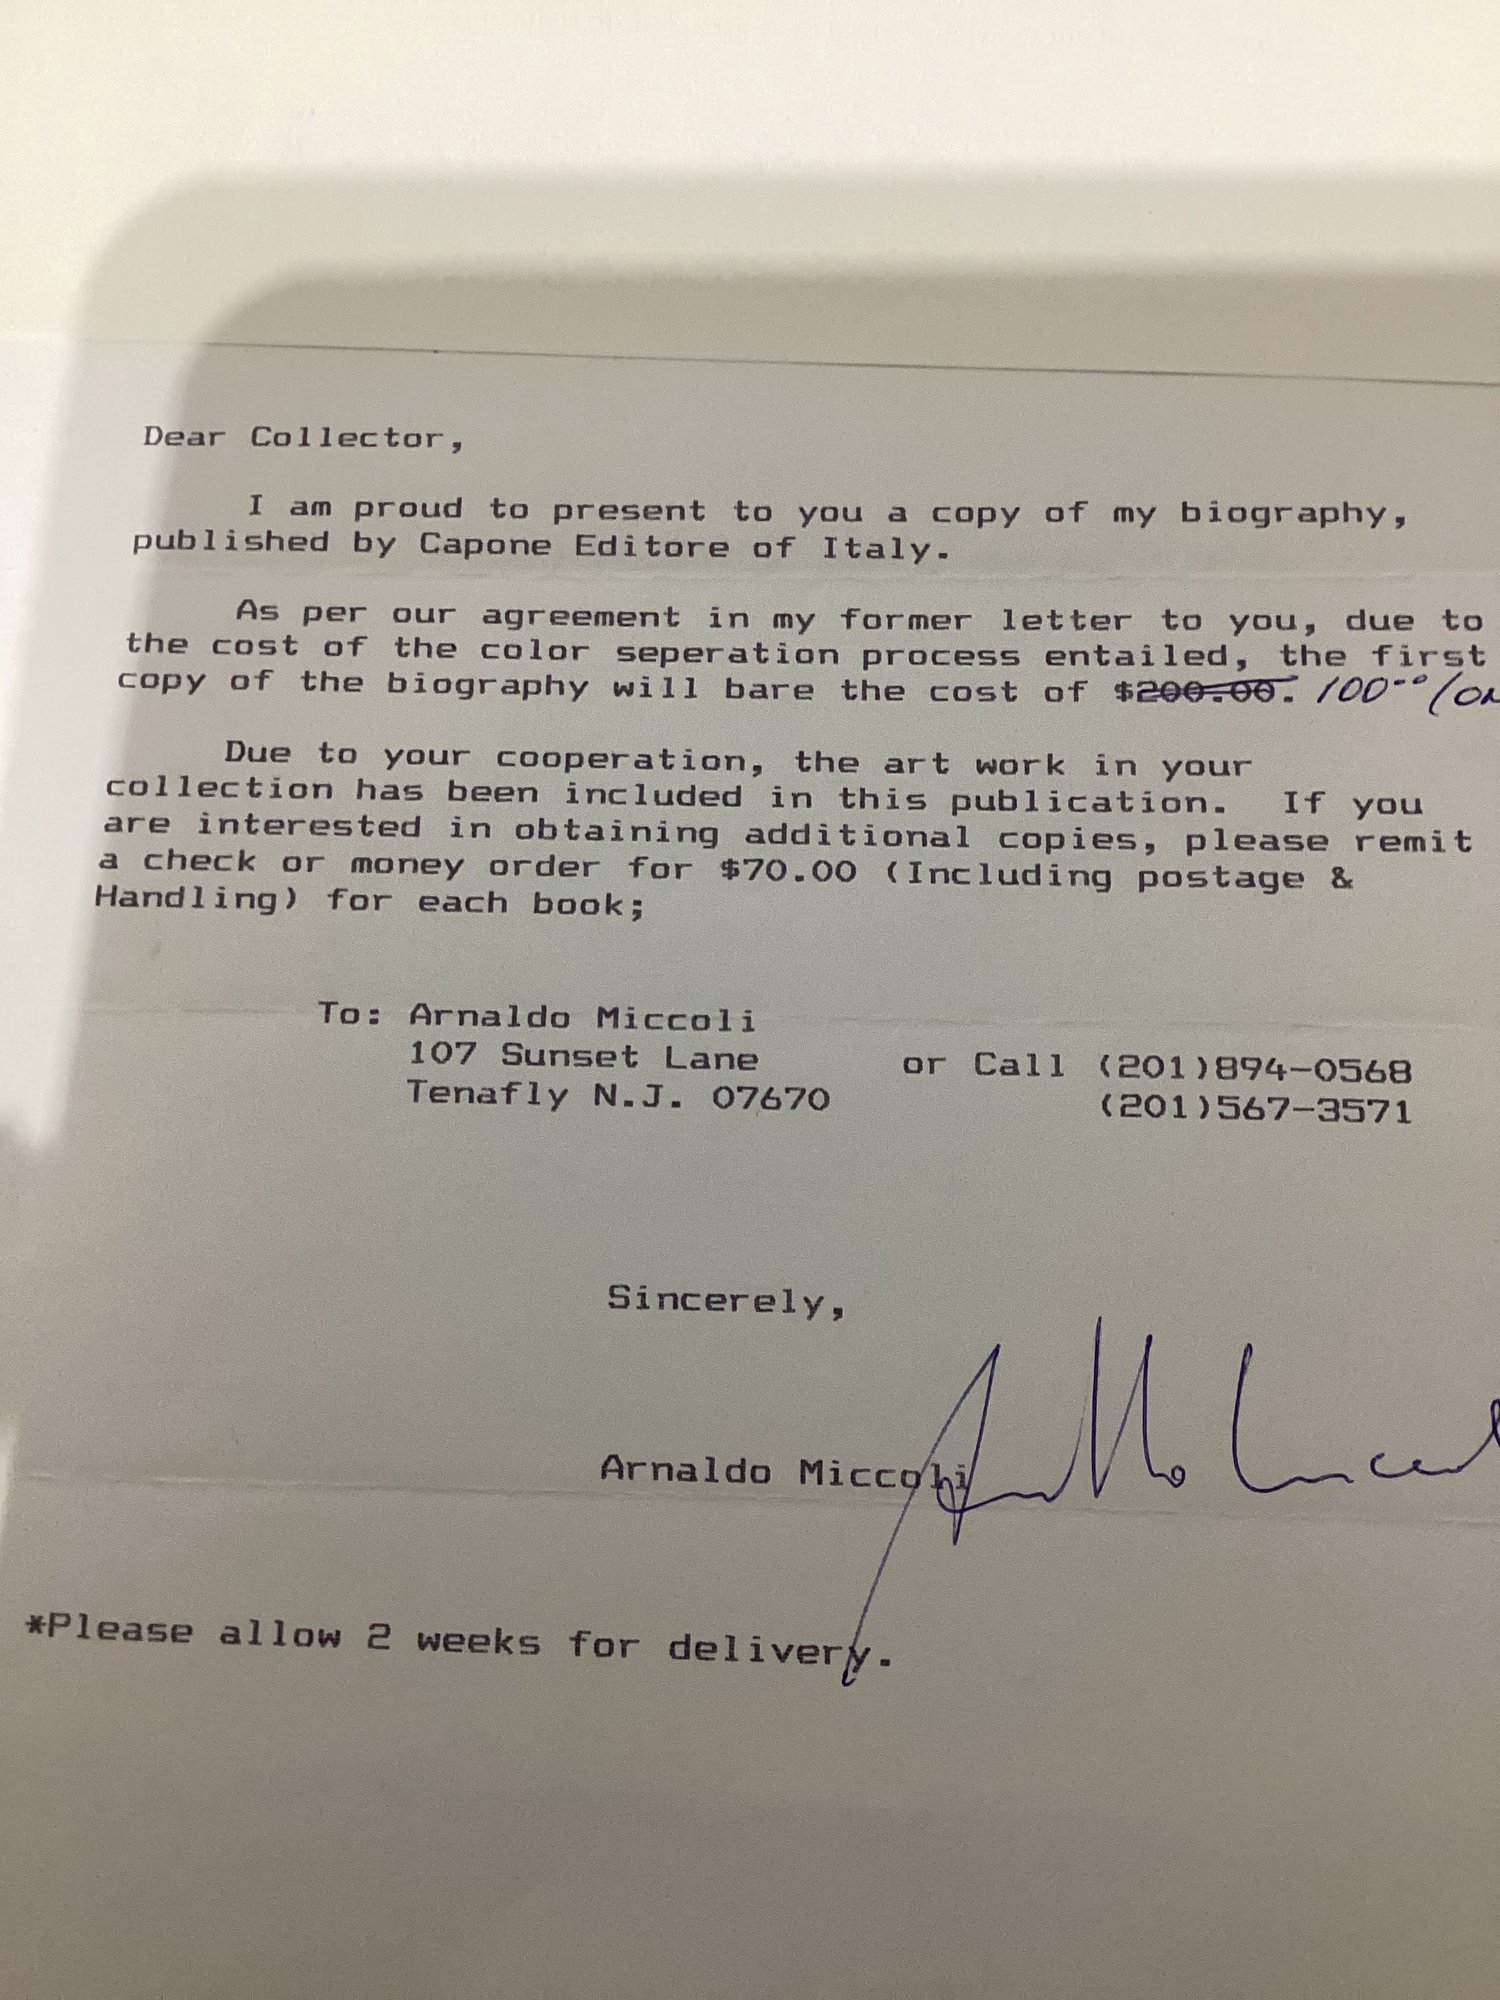 Dear Collector,
I am proud to present to you a copy of my biography,
published by Capone Editore of Italy.
As per our agreement in my former letter to you, due to
the cost of the color seperation process entailed, the first
copy of the biography will bare the cost of $200.00. 100.00
Due to your cooperation, the art work in your
collection has been included in this publication. If you
are interested in obtaining additional copies, please remit
a check or money order for $70.00 (Including postage &
Handling) for each book;
To: Arnaldo Miccoli
107 Sunset Lane or Call (201)894-0568
Tenafly N.J. 07670 (201)567-3571
Sincerely,
Arnaldo Miccoli
*Please allow 2 weeks for delivery.